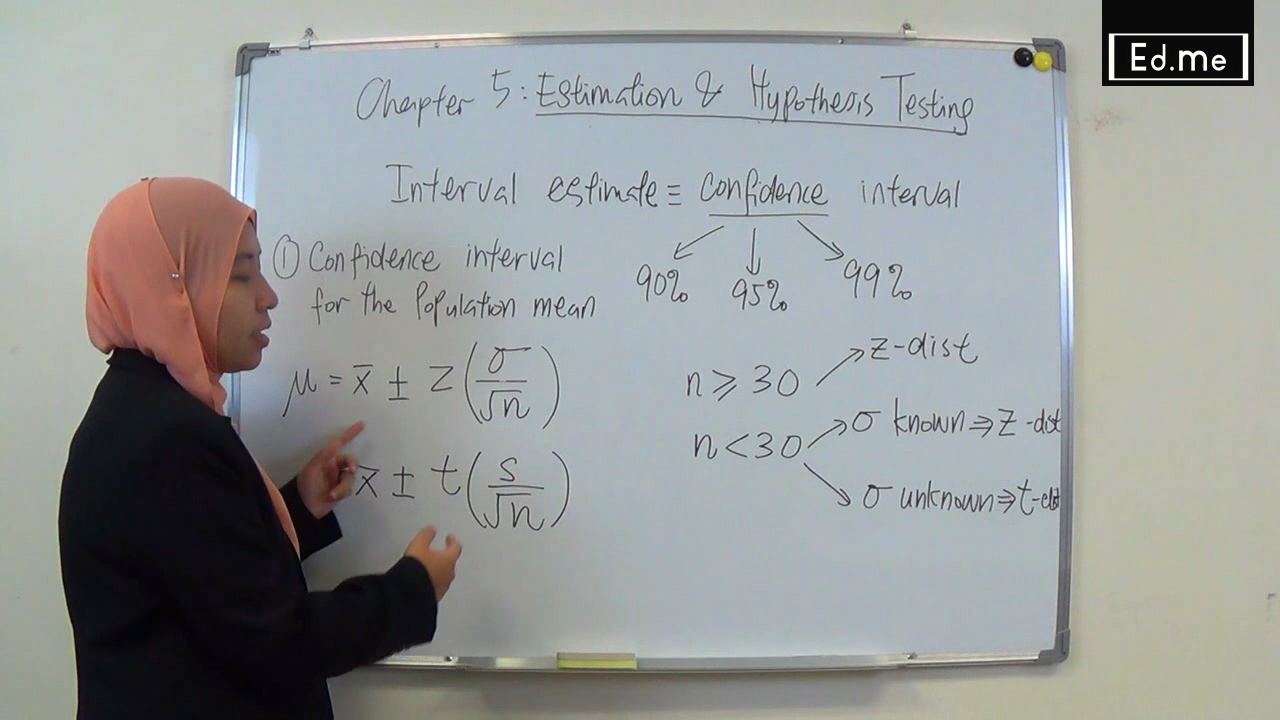 Ed.me
Chapter 5: Estimation & Hypothesis Testing
Interval estimate ≡ confidence interval
① Confidence interval
for the Population mean
90% 95% 99%
μ = x̄ ± z(σ/√n)
x̄ ± t(s/√n)
n ≥ 30
z-dist
n < 30
σ known ⇒ z-dist
σ unknown ⇒ t-dist